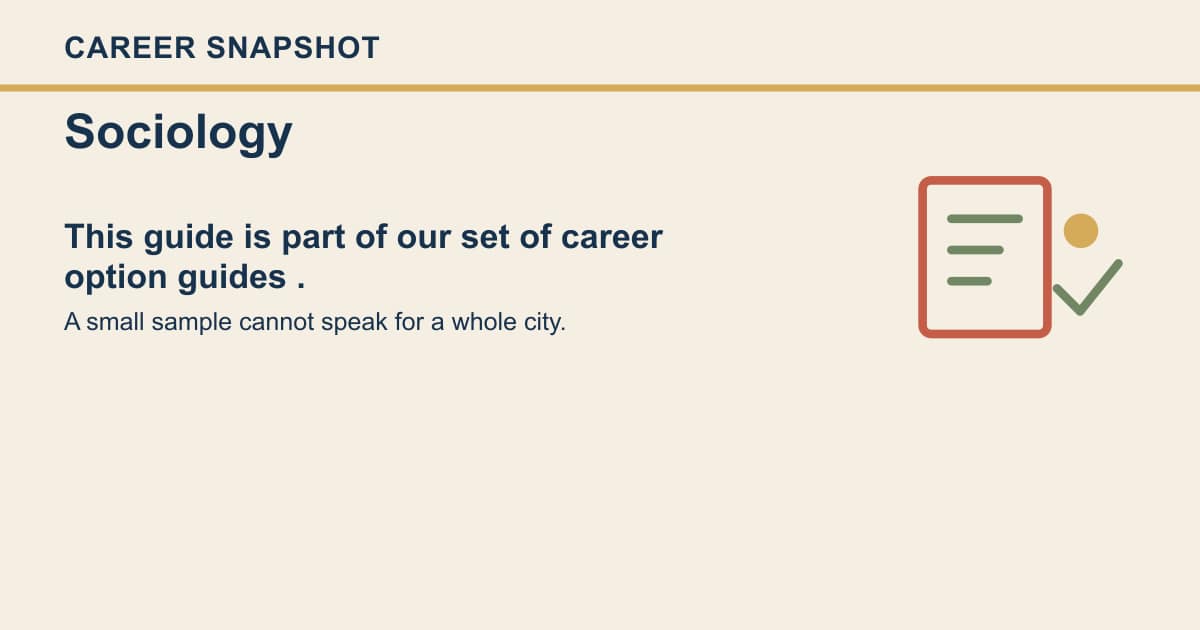 CAREER SNAPSHOT
Sociology
This guide is part of our set of career
option guides .
A small sample cannot speak for a whole city.